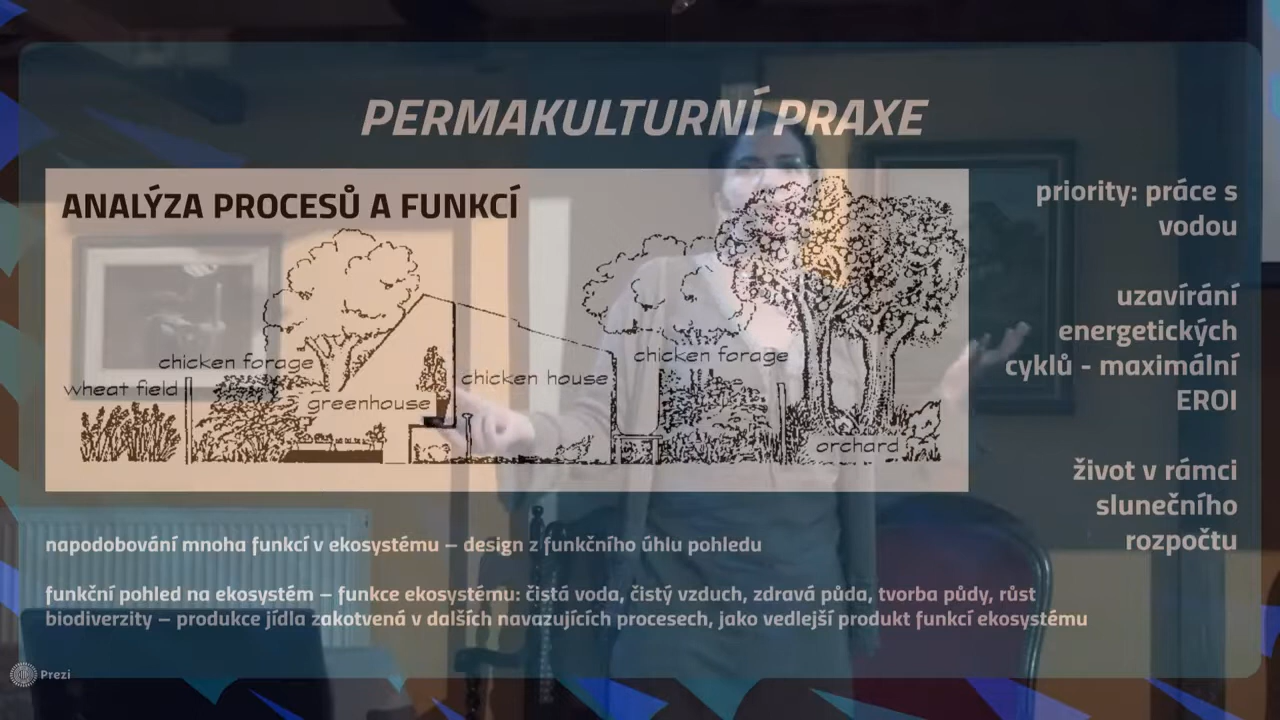 PERMAKULTURNÍ PRAXE
ANALÝZA PROCESŮ A FUNKCÍ
chicken forage
wheat field
greenhouse
chicken house
chicken forage
orchard
priority: práce s
vodou
uzavírání
energetických
cyklů - maximální
EROI
život v rámci
slunečního
rozpočtu
napodobování mnoha funkcí v ekosystému – design z funkčního úhlu pohledu
funkční pohled na ekosystém – funkce ekosystému: čistá voda, čistý vzduch, zdravá půda, tvorba půdy, růst
biodiverzity – produkce jídla zakotvená v dalších navazujících procesech, jako vedlejší produkt funkcí ekosystému
Prezi